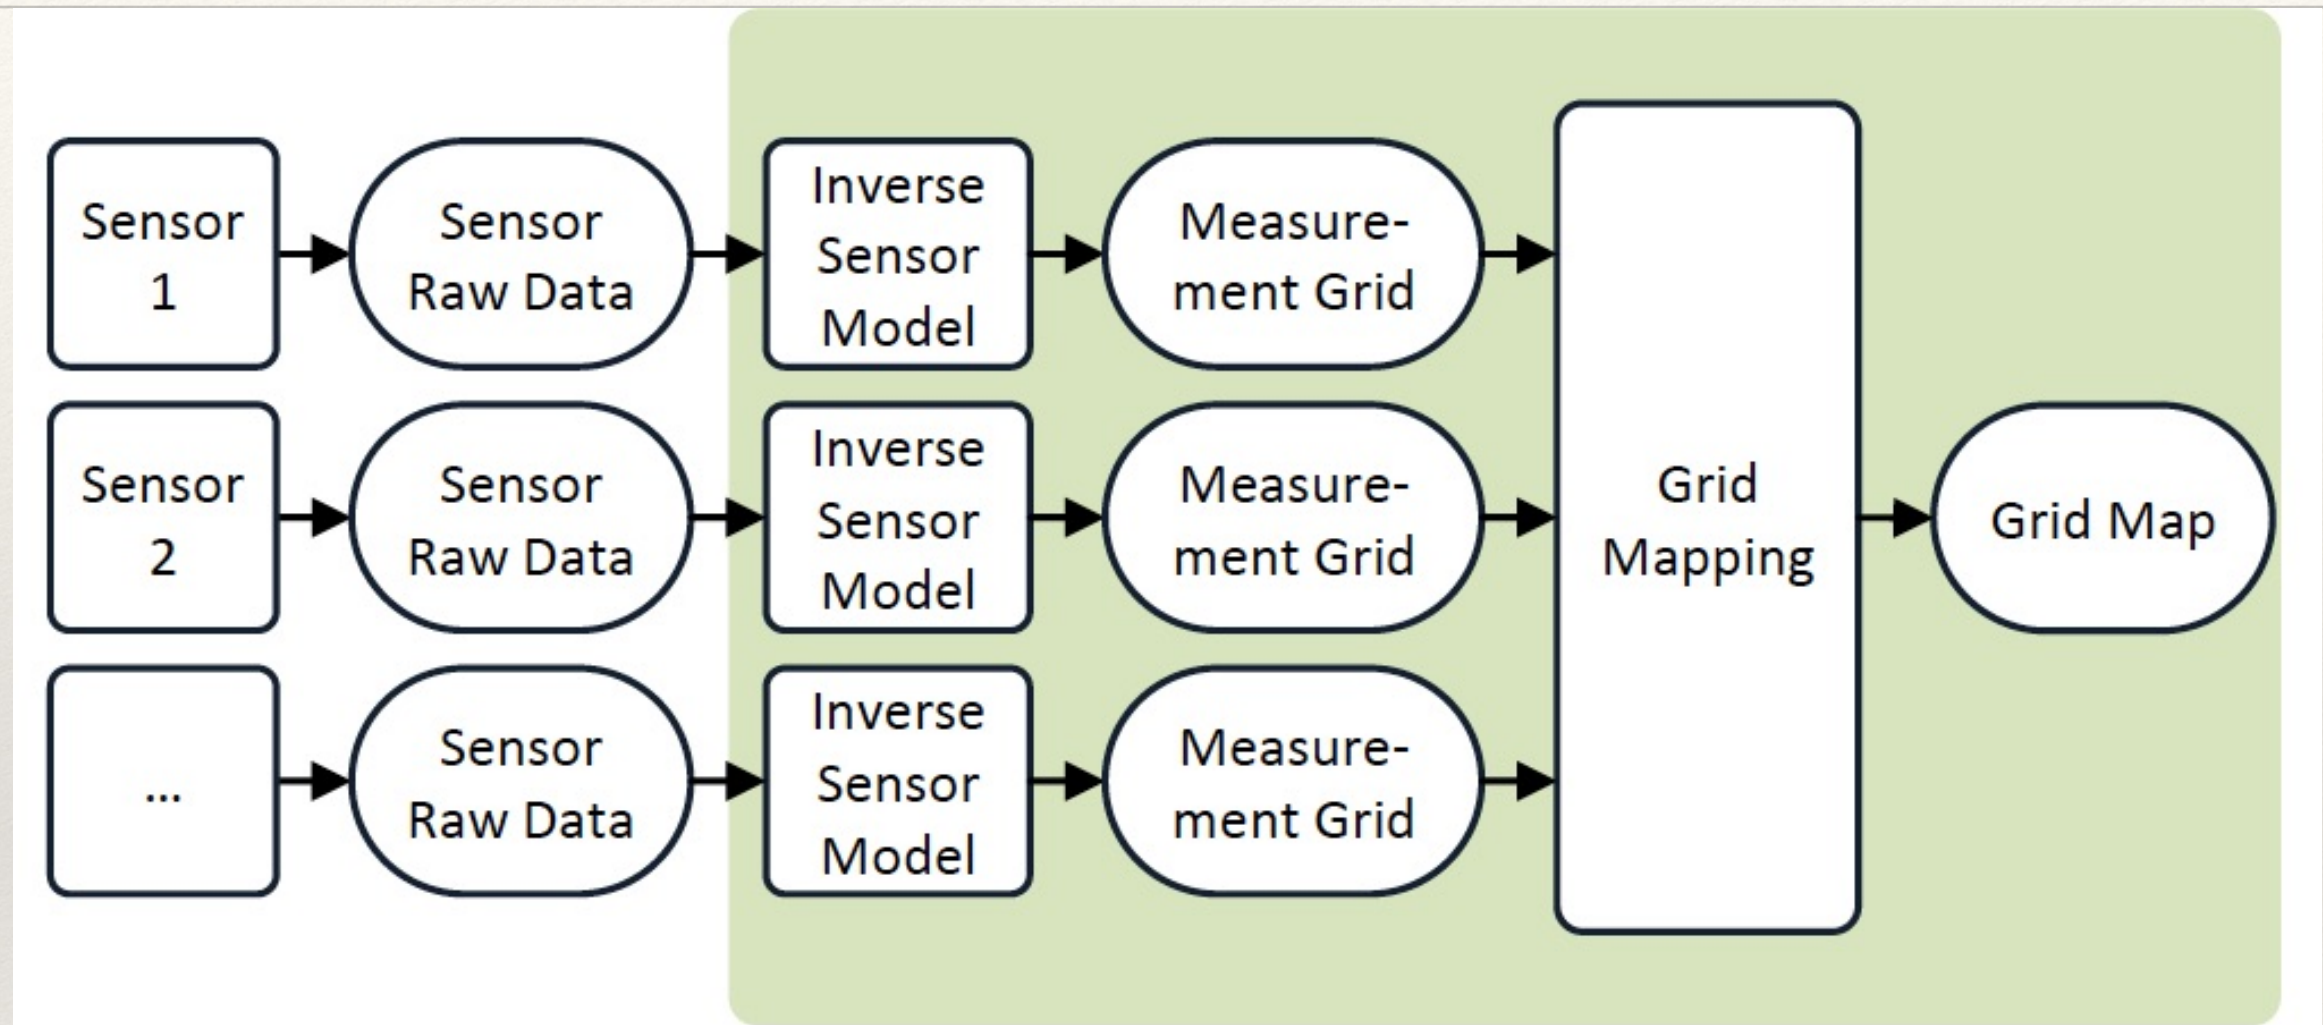 Sensor
1
Sensor
Raw Data
Inverse
Sensor
Model
Measure-
ment Grid
Sensor
2
Sensor
Raw Data
Inverse
Sensor
Model
Measure-
ment Grid
...
Sensor
Raw Data
Inverse
Sensor
Model
Measure-
ment Grid
Grid
Mapping
Grid Map